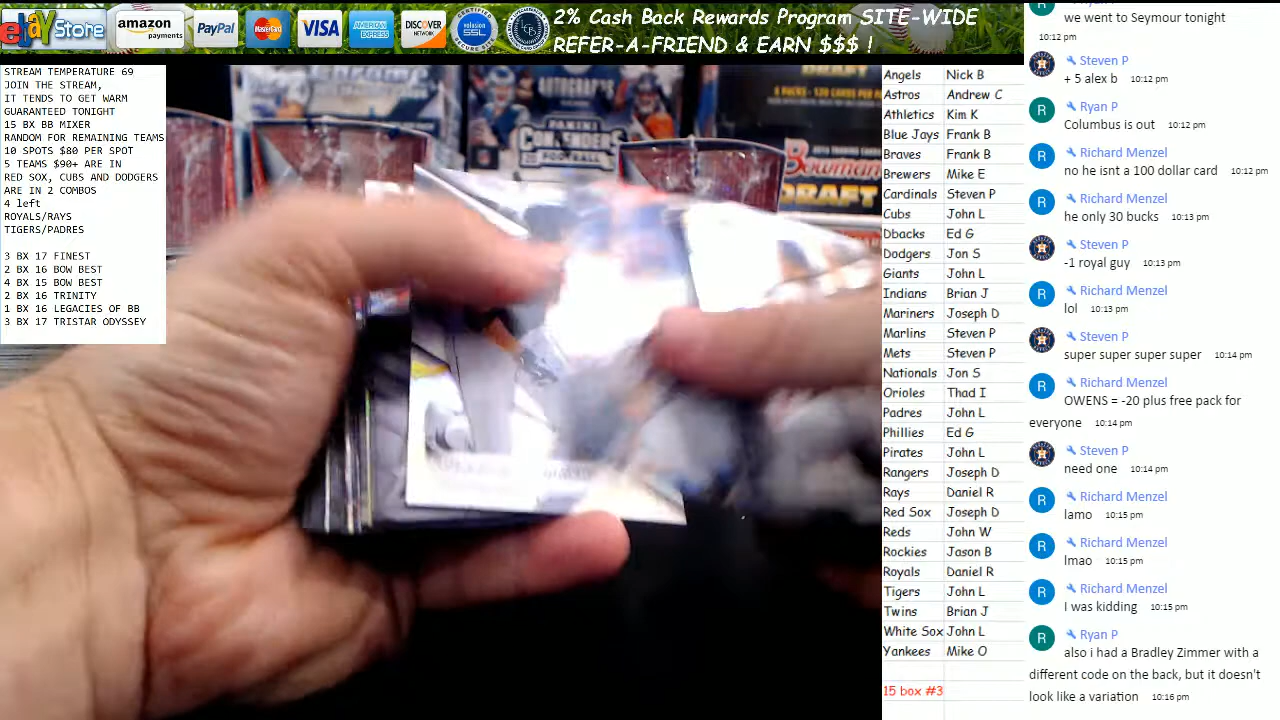 ebay Store
amazon
payments
PayPal
MasterCard
VISA
AMERICAN
EXPRESS
DISCOVER
NETWORK
SSL
2% Cash Back Rewards Program SITE-WIDE
REFER-A-FRIEND & EARN $$$ !
STREAM TEMPERATURE 69
JOIN THE STREAM,
IT TENDS TO GET WARM
GUARANTEED TONIGHT
15 BX BB MIXER
RANDOM FOR REMAINING TEAMS
10 SPOTS $80 PER SPOT
5 TEAMS $90+ ARE IN
RED SOX, CUBS AND DODGERS
ARE IN 2 COMBOS
4 left
ROYALS/RAYS
TIGERS/PADRES
3 BX 17 FINEST
2 BX 16 BOW BEST
4 BX 15 BOW BEST
2 BX 16 TRINITY
1 BX 16 LEGACIES OF BB
3 BX 17 TRISTAR ODYSSEY
AUTOGRAPHS
PANINI
CONTENDERS
FOOTBALL
DRAFT
Bowman
DRAFT
Angels Nick B
Astros Andrew C
Athletics Kim K
Blue Jays Frank B
Braves Frank B
Brewers Mike E
Cardinals Steven P
Cubs John L
Dbacks Ed G
Dodgers Jon S
Giants John L
Indians Brian J
Mariners Joseph D
Marlins Steven P
Mets Steven P
Nationals Jon S
Orioles Thad I
Padres John L
Phillies Ed G
Pirates John L
Rangers Joseph D
Rays Daniel R
Red Sox Joseph D
Reds John W
Rockies Jason B
Royals Daniel R
Tigers John L
Twins Brian J
White Sox John L
Yankees Mike O
15 box #3
we went to Seymour tonight
10:12 pm
Steven P
+ 5 alex b 10:12 pm
R
Ryan P
Columbus is out 10:12 pm
R
Richard Menzel
no he isnt a 100 dollar card 10:12 pm
R
Richard Menzel
he only 30 bucks 10:13 pm
Steven P
-1 royal guy 10:13 pm
R
Richard Menzel
lol 10:13 pm
Steven P
super super super super 10:14 pm
R
Richard Menzel
OWENS = -20 plus free pack for
everyone 10:14 pm
Steven P
need one 10:14 pm
R
Richard Menzel
lamo 10:15 pm
R
Richard Menzel
lmao 10:15 pm
R
Richard Menzel
I was kidding 10:15 pm
R
Ryan P
also i had a Bradley Zimmer with a
different code on the back, but it doesn't
look like a variation 10:16 pm